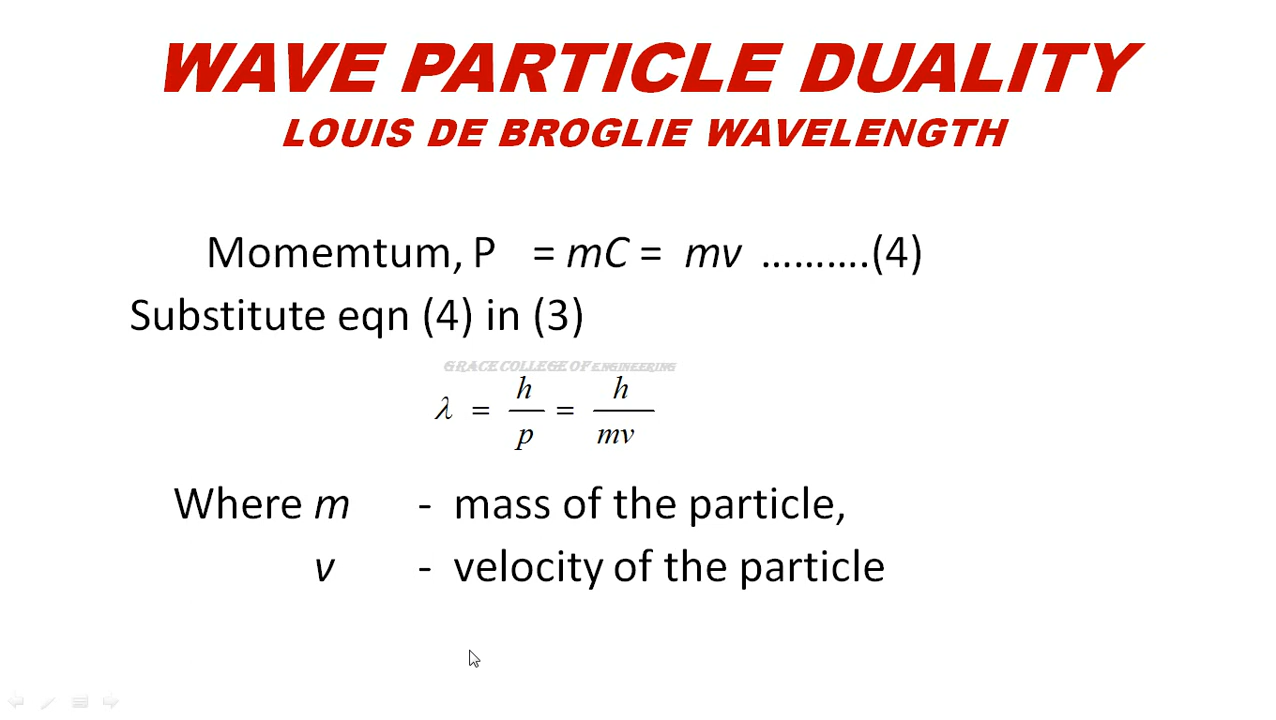 WAVE PARTICLE DUALITY
LOUIS DE BROGLIE WAVELENGTH
Momemtum, P = mC = mv ……….(4)
Substitute eqn (4) in (3)
GRACE COLLEGE OF ENGINEERING
λ = h/p = h/mv
Where m - mass of the particle,
v - velocity of the particle